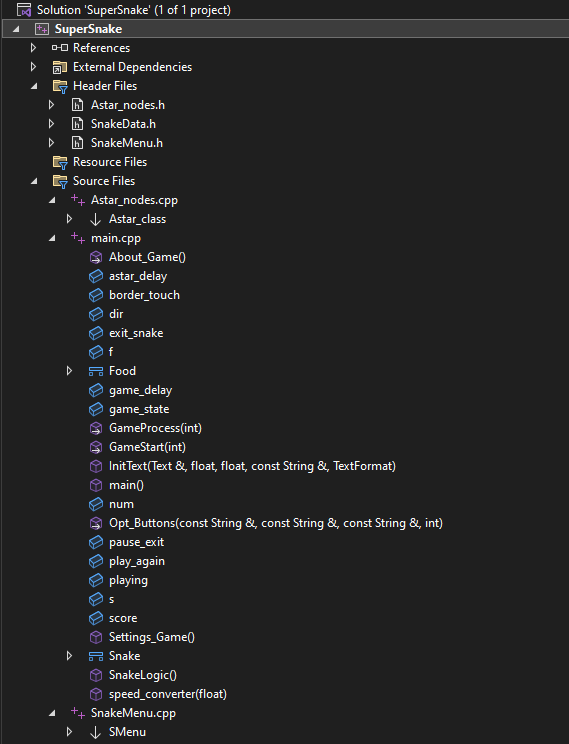 Solution 'SuperSnake' (1 of 1 project)
SuperSnake
References
External Dependencies
Header Files
Astar_nodes.h
SnakeData.h
SnakeMenu.h
Resource Files
Source Files
Astar_nodes.cpp
Astar_class
main.cpp
About_Game()
astar_delay
border_touch
dir
exit_snake
f
Food
game_delay
game_state
GameProcess(int)
GameStart(int)
InitText(Text &, float, float, const String &, TextFormat)
main()
num
Opt_Buttons(const String &, const String &, const String &, int)
pause_exit
play_again
playing
s
score
Settings_Game()
Snake
SnakeLogic()
speed_converter(float)
SnakeMenu.cpp
SMenu